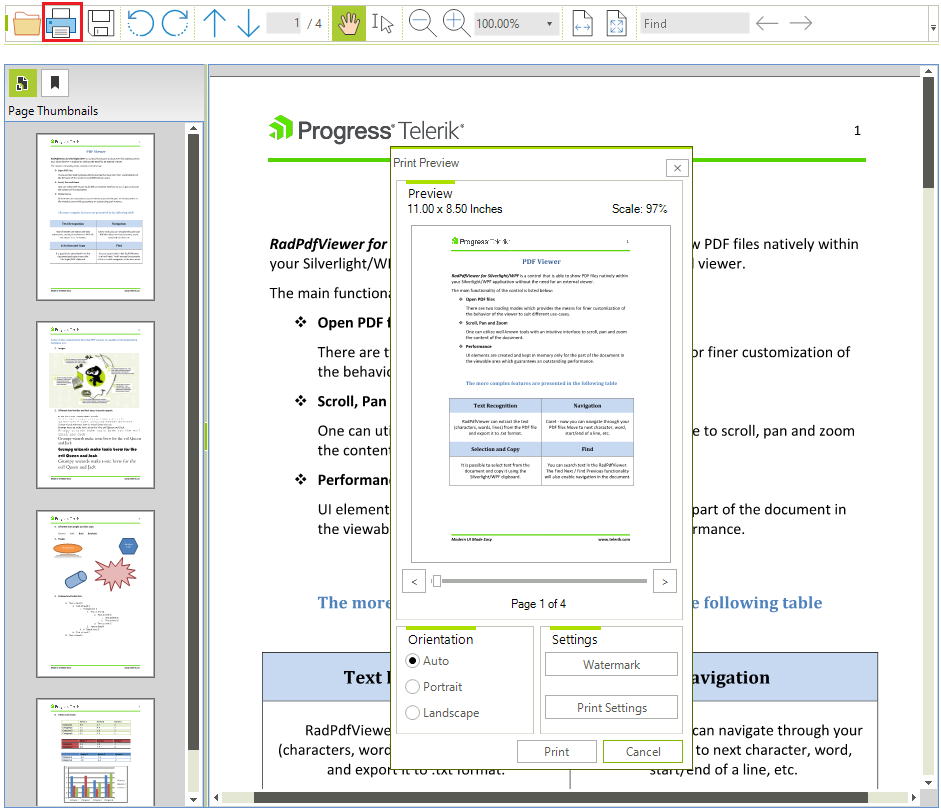 1 / 4
100.00%
Find
Page Thumbnails
Progress Telerik
1
RadPdfViewer for
w PDF files natively within
your Silverlight/W
l viewer.
The main functiona
Open PDF f
There are t
or finer customization of
the behavio
Scroll, Pan
One can uti
e to scroll, pan and zoom
the content
Performan
UI element
part of the document in
the viewab
rmance.
The more
e following table
Text
avigation
RadPdfViewe
can navigate through your
(characters, word
to next character, word,
and export it to .txt format.
start/end of a line, etc.
Print Preview
Preview
11.00 x 8.50 Inches
Scale: 97%
Progress Telerik
1
PDF Viewer
RadPdfViewer for Silverlight/WPF is a control that is able to show PDF files natively within
your Silverlight/WPF application without the need for an external viewer.
The main functionality of the control is listed below:
Open PDF files
There are two loading modes which provides the means for finer customization of
the behavior of the viewer to suit different use-cases.
Scroll, Pan and Zoom
One can utilize well-known tools with an intuitive interface to scroll, pan and zoom
the content of the document.
Performance
UI elements are created and kept in memory only for the part of the document in
the viewable area which guarantees an outstanding performance.
The more complex features are presented in the following table
Text Recognition
Navigation
RadPdfViewer can extract the text
(characters, words, lines) from the PDF file
and export it to .txt format.
Caret - now you can navigate through your
PDF files. Move to next character, word,
start/end of a line, etc.
Selection and Copy
Find
It is possible to select text from the
document and copy it using the
Silverlight/WPF clipboard.
You can search text in the RadPdfViewer.
The Find Next / Find Previous functionality
will also enable navigation in the document
Modern UI Made Easy
www.telerik.com
<
>
Page 1 of 4
Orientation
Auto
Portrait
Landscape
Settings
Watermark
Print Settings
Print
Cancel